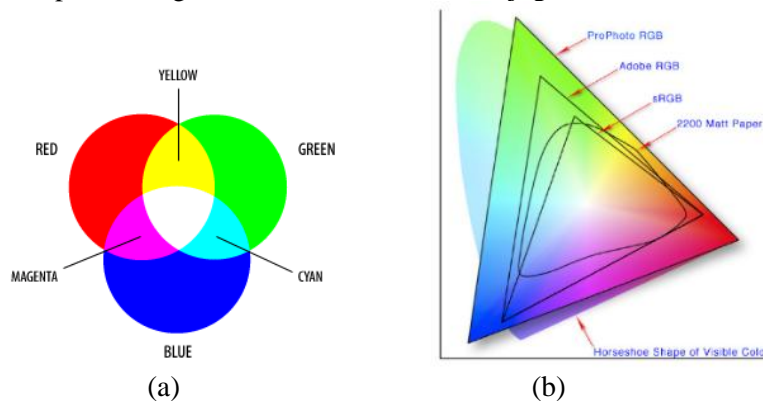 YELLOW
RED
GREEN
MAGENTA
CYAN
BLUE
(a)
ProPhoto RGB
Adobe RGB
sRGB
2200 Matt Paper
Horseshoe Shape of Visible Colo
(b)